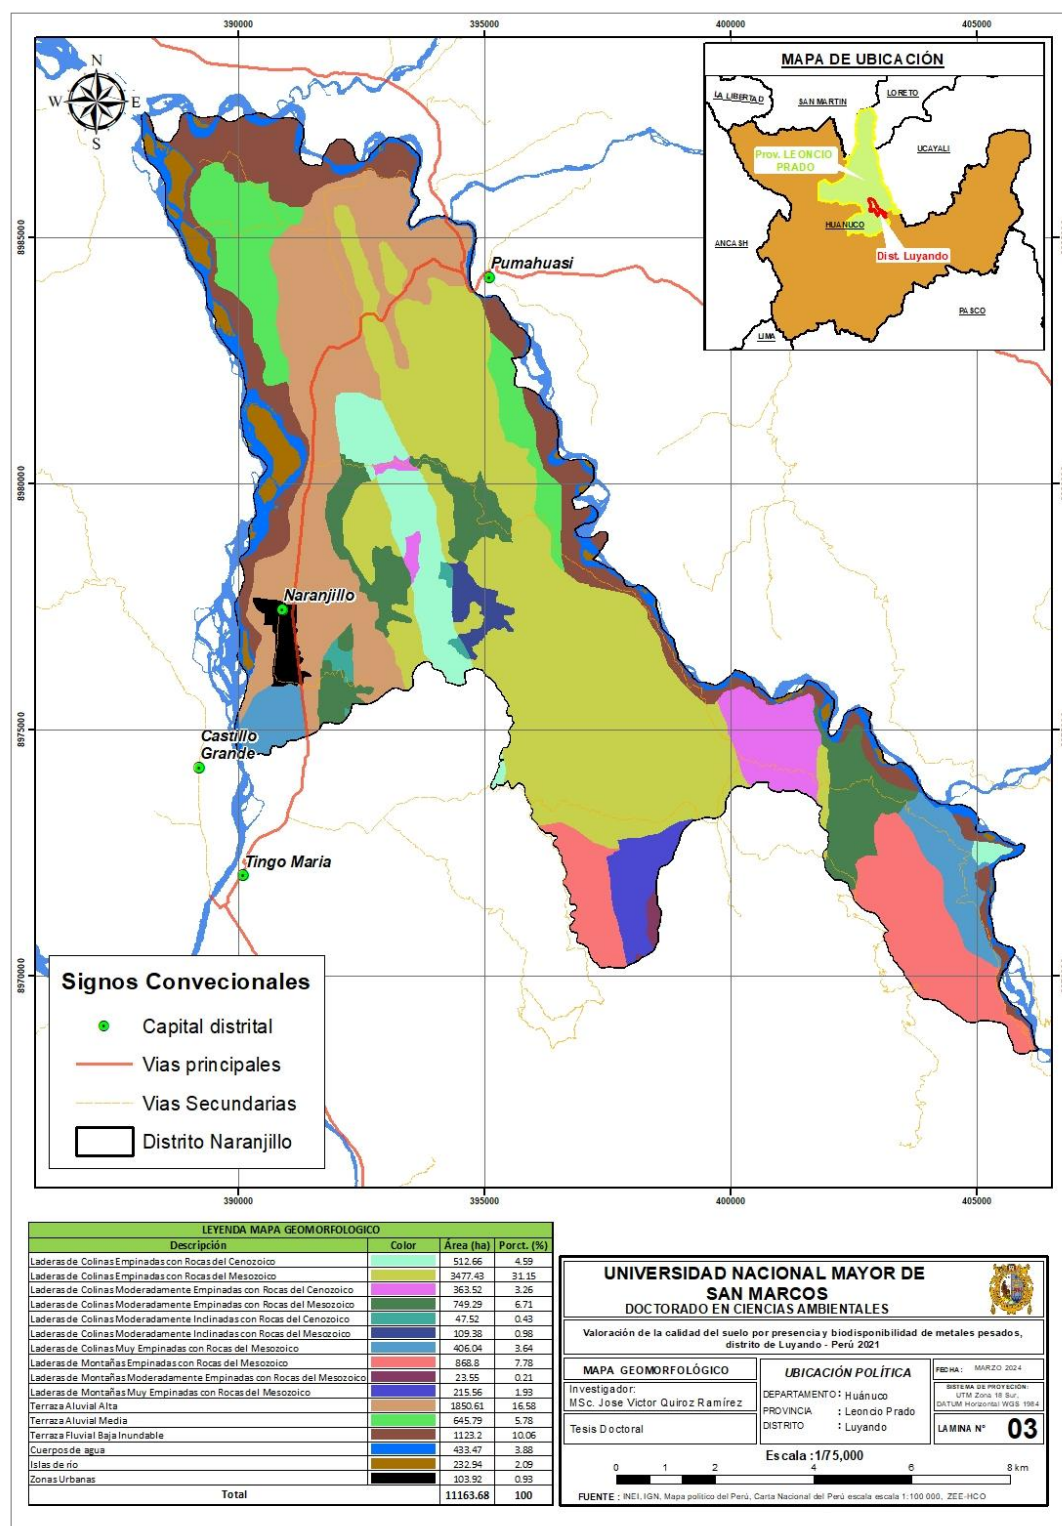 390000
395000
400000
405000
N
W
E
S
8985000
8980000
8975000
8970000
MAPA DE UBICACIÓN
LA LIBERTAD
SAN MARTIN
LORETO
UCAYALI
Prov. LEONCIO
PRADO
HUANUCO
ANCASH
Dist. Luyando
PASCO
LIMA
Pumahuasi
Naranjillo
Castillo
Grande
Tingo Maria
Signos Convecionales
Capital distrital
Vias principales
Vias Secundarias
Distrito Naranjillo
390000
395000
400000
405000
LEYENDA MAPA GEOMORFOLOGICO
Descripción Color Área (ha) Porct. (%)
Laderas de Colinas Empinadas con Rocas del Cenozoico 512.66 4.59
Laderas de Colinas Empinadas con Rocas del Mesozoico 3477.43 31.15
Laderas de Colinas Moderadamente Empinadas con Rocas del Cenozoico 363.52 3.26
Laderas de Colinas Moderadamente Empinadas con Rocas del Mesozoico 749.29 6.71
Laderas de Colinas Moderadamente Inclinadas con Rocas del Cenozoico 47.52 0.43
Laderas de Colinas Moderadamente Inclinadas con Rocas del Mesozoico 109.38 0.98
Laderas de Colinas Muy Empinadas con Rocas del Mesozoico 406.04 3.64
Laderas de Montañas Empinadas con Rocas del Mesozoico 868.8 7.78
Laderas de Montañas Moderadamente Empinadas con Rocas del Mesozoico 23.55 0.21
Laderas de Montañas Muy Empinadas con Rocas del Mesozoico 215.56 1.93
Terraza Aluvial Alta 1850.61 16.58
Terraza Aluvial Media 645.79 5.78
Terraza Fluvial Baja Inundable 1123.2 10.06
Cuerpos de agua 433.47 3.88
Islas de río 232.94 2.09
Zonas Urbanas 103.92 0.93
Total 11163.68 100
UNIVERSIDAD NACIONAL MAYOR DE
SAN MARCOS
DOCTORADO EN CIENCIAS AMBIENTALES
Valoración de la calidad del suelo por presencia y biodisponibilidad de metales pesados,
distrito de Luyando - Perú 2021
MAPA GEOMORFOLÓGICO
Investigador:
MSc. Jose Victor Quiroz Ramírez
Tesis Doctoral
UBICACIÓN POLÍTICA
DEPARTAMENTO : Huánuco
PROVINCIA : Leoncio Prado
DISTRITO : Luyando
FECHA : MARZO 2024
SISTEMA DE PROYECIÓN:
UTM Zona 18 Sur,
DATUM Horizontal WGS 1984
LAMINA N° 03
Escala :1/75,000
0 1 2 4 6 8 km
FUENTE : INEI, IGN, Mapa politico del Perú, Carta Nacional del Perú escala escala 1:100 000, ZEE-HCO